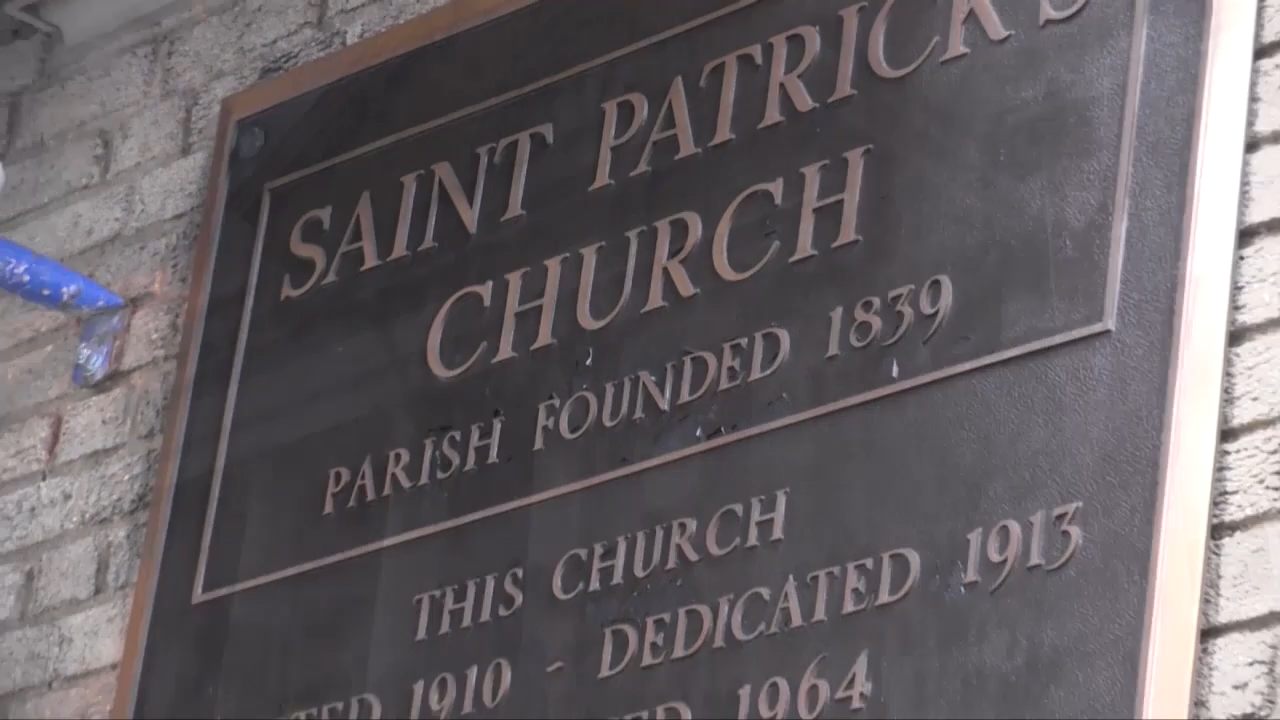 SAINT PATRICK'S
CHURCH
PARISH FOUNDED 1839
THIS CHURCH
1910 - DEDICATED 1913
1964